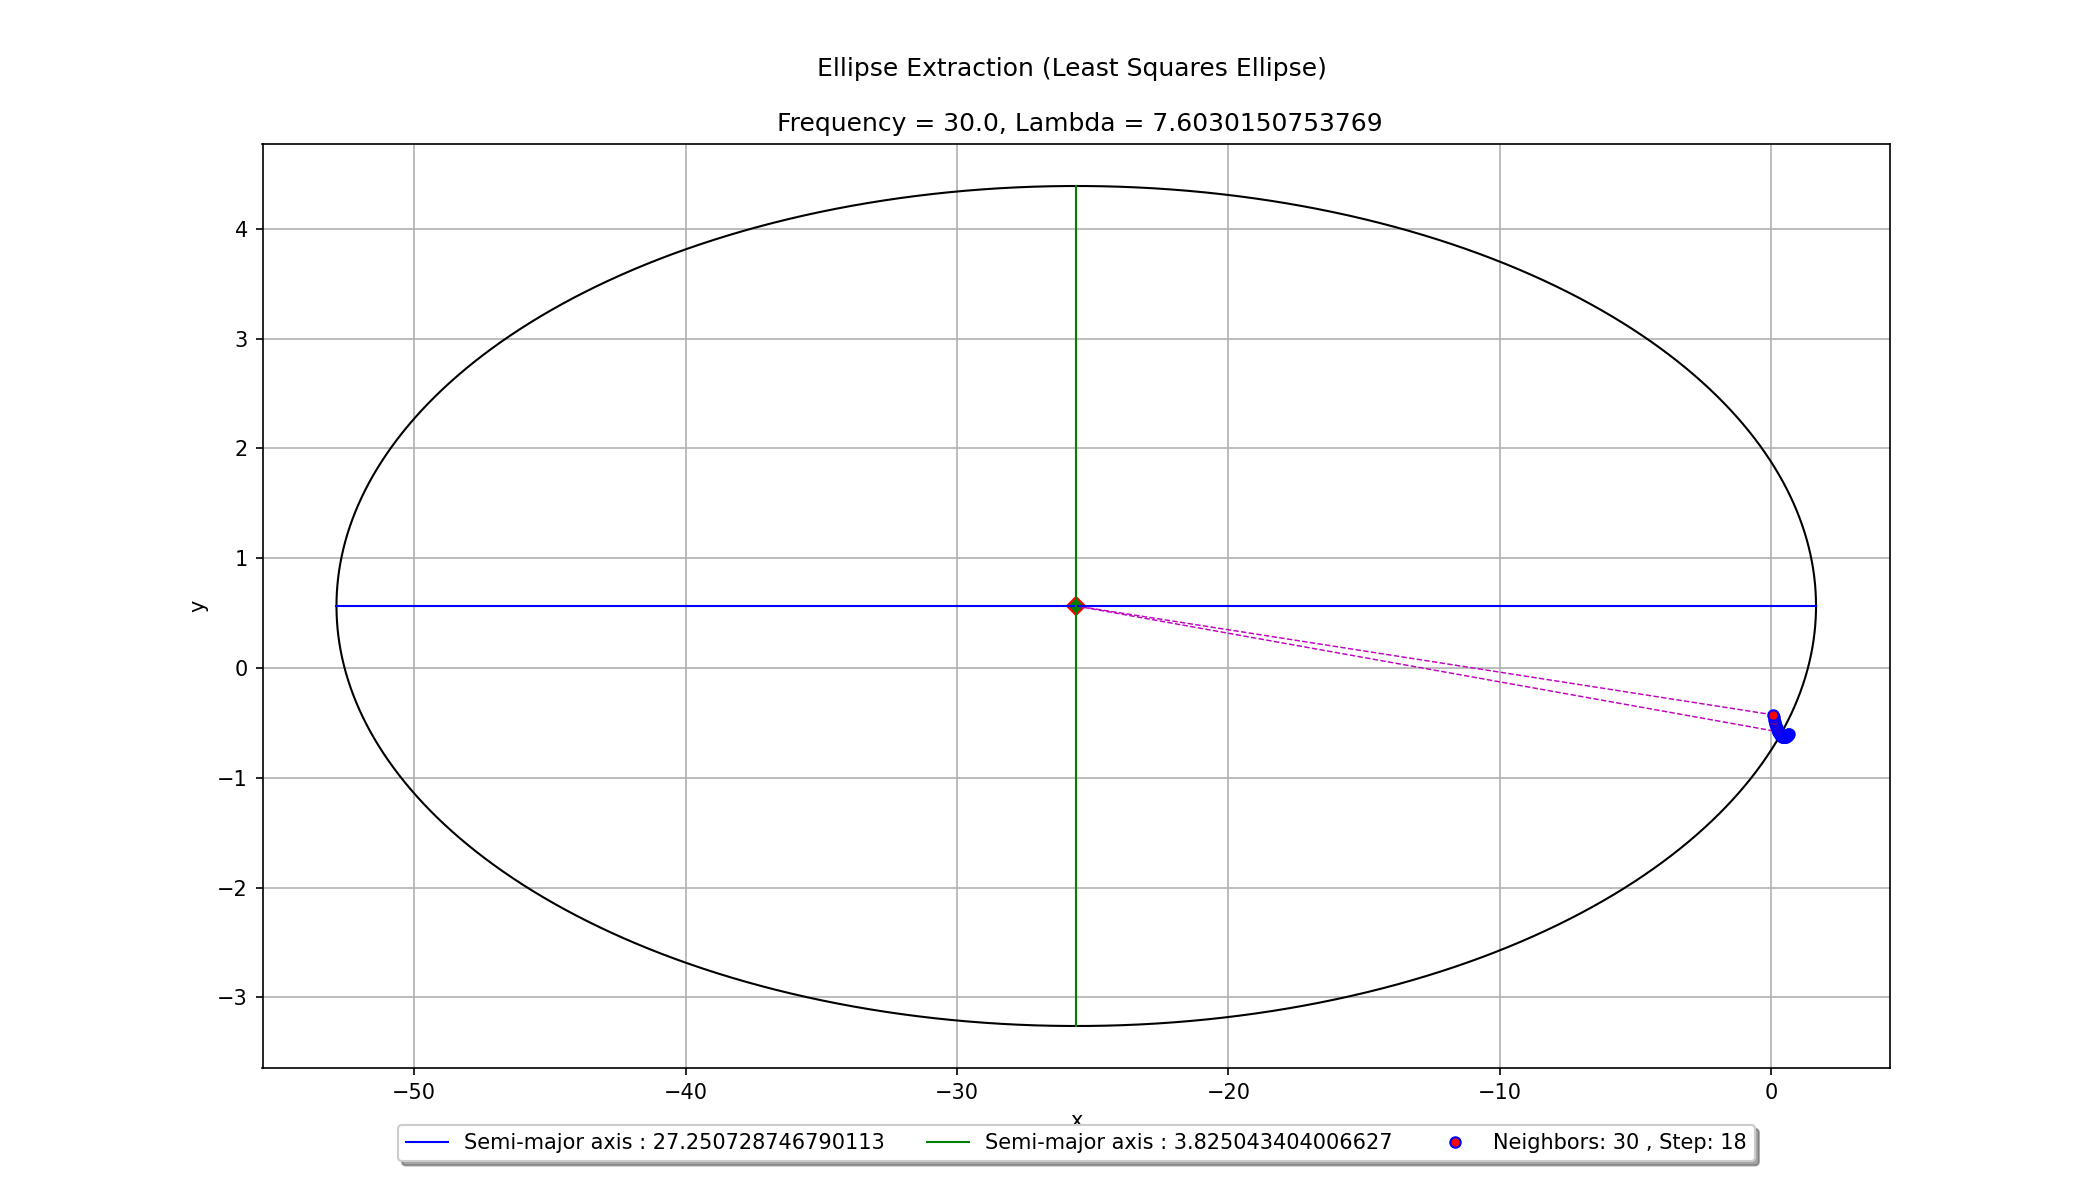 Ellipse Extraction (Least Squares Ellipse)
Frequency = 30.0, Lambda = 7.6030150753769
4
3
2
1
0
−1
−2
−3
y
−50
−40
−30
−20
−10
0
x
Semi-major axis : 27.250728746790113
Semi-major axis : 3.825043404006627
Neighbors: 30 , Step: 18